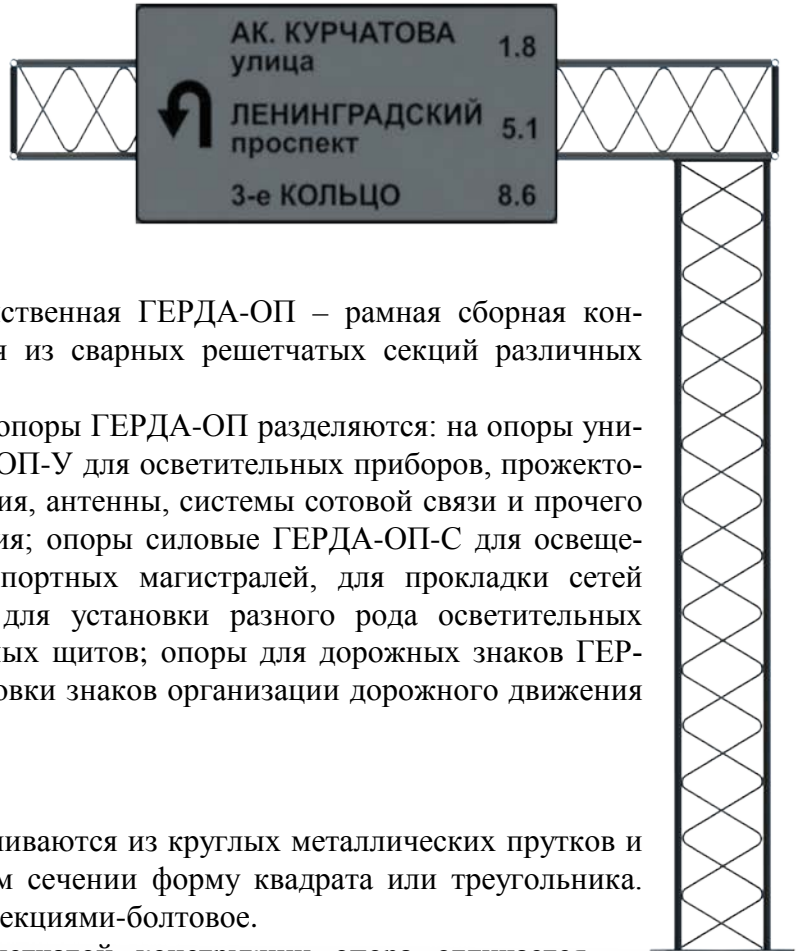 АК. КУРЧАТОВА 1.8
улица
ЛЕНИНГРАДСКИЙ 5.1
проспект
3-е КОЛЬЦО 8.6
ственная ГЕРДА-ОП – рамная сборная кон-
я из сварных решетчатых секций различных
опоры ГЕРДА-ОП разделяются: на опоры уни-
ОП-У для осветительных приборов, прожекто-
ия, антенны, системы сотовой связи и прочего
ия; опоры силовые ГЕРДА-ОП-С для освеще-
спортных магистралей, для прокладки сетей
для установки разного рода осветительных
ных щитов; опоры для дорожных знаков ГЕР-
овки знаков организации дорожного движения
ливаются из круглых металлических прутков и
м сечении форму квадрата или треугольника.
екциями-болтовое.